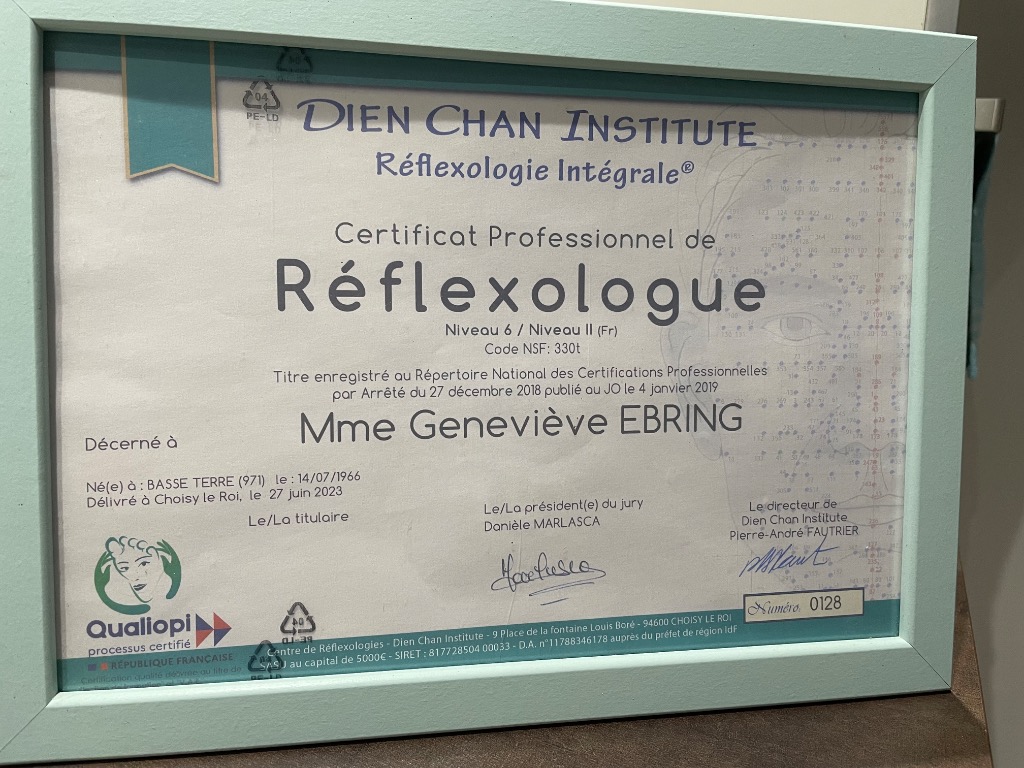 04
PE-LD
DIEN CHAN INSTITUTE
Réflexologie Intégrale®
Certificat Professionnel de
Réflexologue
Niveau 6 / Niveau II (Fr)
Code NSF: 330t
Titre enregistré au Répertoire National des Certifications Professionnelles
par Arrêté du 27 décembre 2018 publié au JO le 4 janvier 2019
Décerné à
Mme Geneviève EBRING
Né(e) à : BASSE TERRE (971) le : 14/07/1966
Délivré à Choisy le Roi, le 27 juin 2023
Le/La titulaire
Le/La président(e) du jury
Danièle MARLASCA
Le directeur de
Dien Chan Institute
Pierre-André FAUTRIER
Numéro: 0128
Qualiopi
processus certifié
RÉPUBLIQUE FRANÇAISE
04
PE-LD
Centre de Réflexologies - Dien Chan Institute - 9 Place de la fontaine Louis Boré - 94600 CHOISY LE ROI
au capital de 5000€ - SIRET : 817728504 00033 - D.A. n°11788346178 auprès du préfet de région IdF